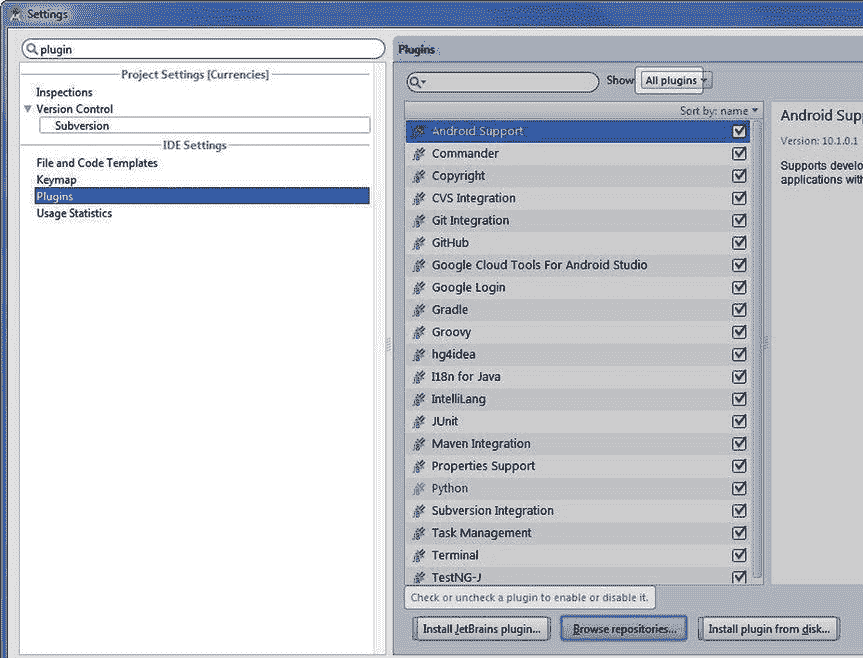 Settings
plugin
Project Settings [Currencies]
Inspections
Version Control
Subversion
IDE Settings
File and Code Templates
Keymap
Plugins
Usage Statistics
Plugins
Show
All plugins
Sort by: name
Android Support
Commander
Copyright
CVS Integration
Git Integration
GitHub
Google Cloud Tools For Android Studio
Google Login
Gradle
Groovy
hg4idea
I18n for Java
IntelliLang
JUnit
Maven Integration
Properties Support
Python
Subversion Integration
Task Management
Terminal
TestNG-J
Check or uncheck a plugin to enable or disable it.
Install JetBrains plugin...
Browse repositories...
Install plugin from disk...
Android Sup
Version: 10.1.0.1
Supports develo
applications with